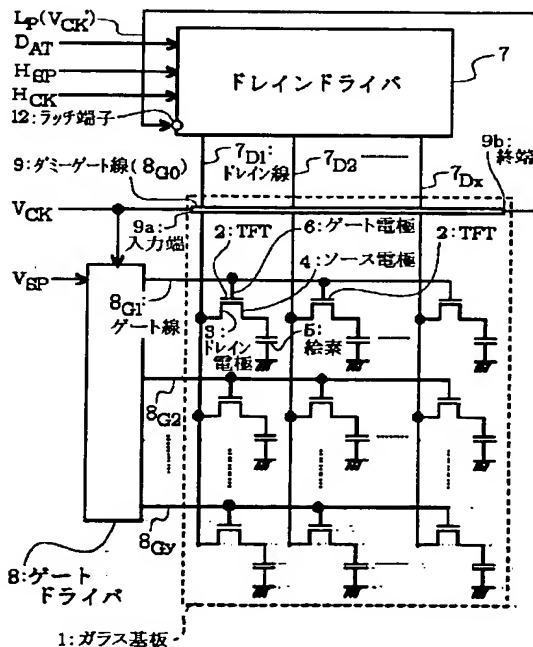 LP(VCK')
DAT
HSP
HCK
12:ラッチ端子
ドレインドライバ
7
9:ダミーゲート線(8G0)
7D1:
ドレイン線
7D2
7Dx
9b:終端
VCK
9a:
入力端
2:TFT
6:ゲート電極
4:ソース電極
2:TFT
VSP
8G1:
ゲート線
3:
ドレイン
電極
5:絵素
8G2
8Gy
8:ゲート
ドライバ
1:ガラス基板